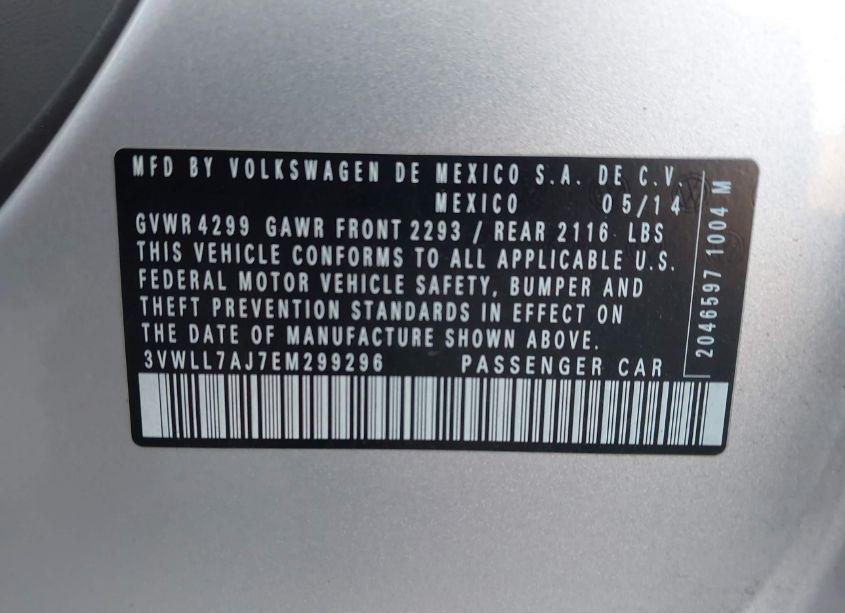 MFD BY VOLKSWAGEN DE MEXICO S.A. DE C.V.
MEXICO 05/14
GVWR 4299 GAWR FRONT 2293 / REAR 2116 LBS
THIS VEHICLE CONFORMS TO ALL APPLICABLE U.S.
FEDERAL MOTOR VEHICLE SAFETY, BUMPER AND
THEFT PREVENTION STANDARDS IN EFFECT ON
THE DATE OF MANUFACTURE SHOWN ABOVE.
3VWLL7AJ7EM299296 PASSENGER CAR
2046597 1004 M